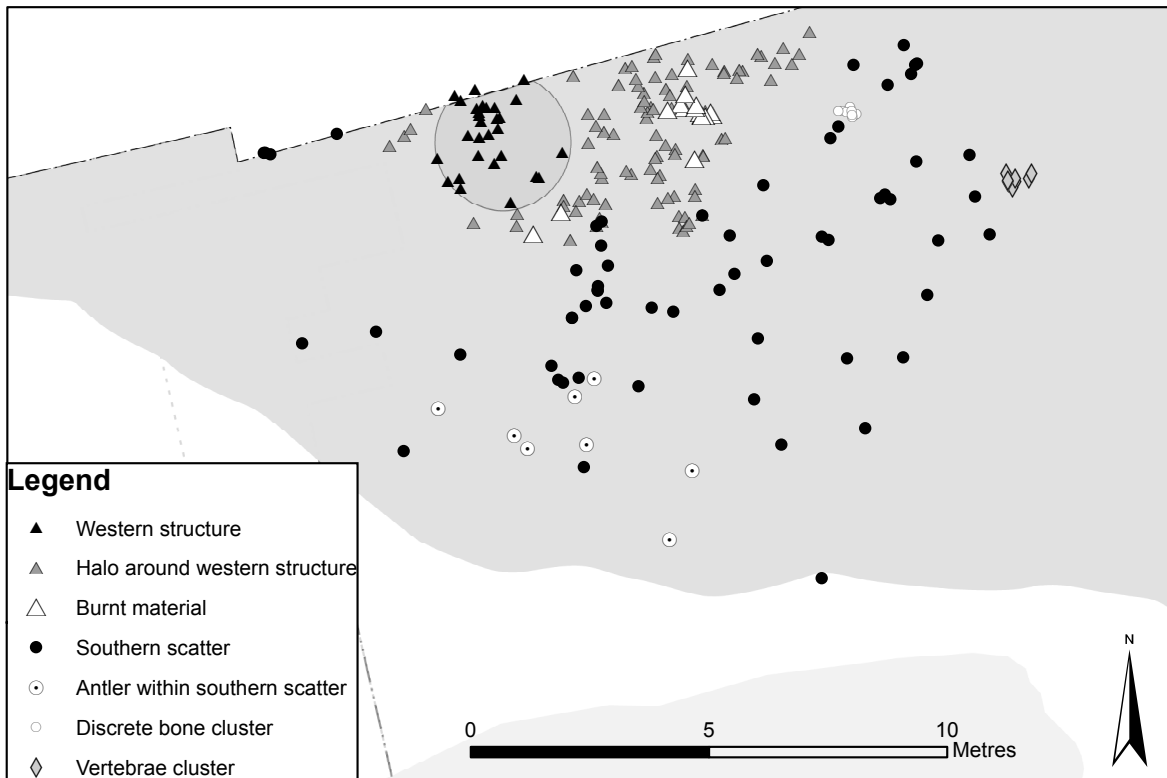 Legend
Western structure
Halo around western structure
Burnt material
Southern scatter
Antler within southern scatter
Discrete bone cluster
Vertebrae cluster
0 5 10
Metres
N